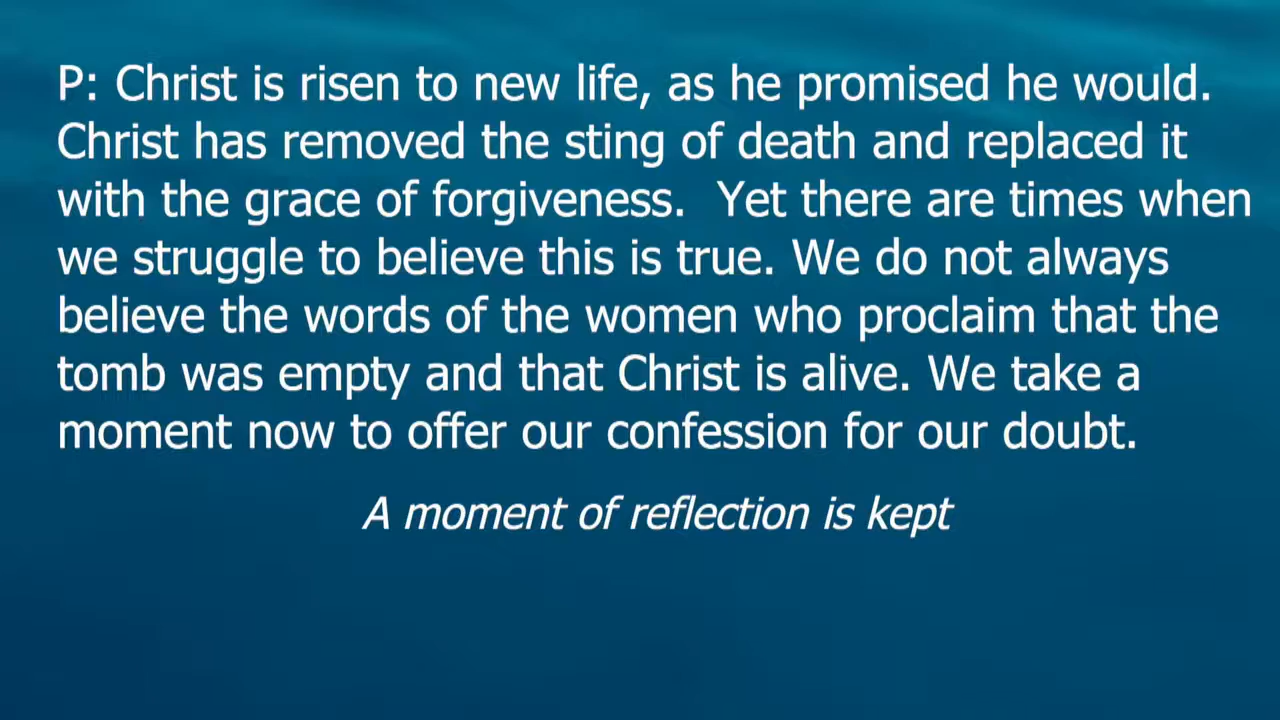 P: Christ is risen to new life, as he promised he would.
Christ has removed the sting of death and replaced it
with the grace of forgiveness.  Yet there are times when
we struggle to believe this is true. We do not always
believe the words of the women who proclaim that the
tomb was empty and that Christ is alive. We take a
moment now to offer our confession for our doubt.
A moment of reflection is kept